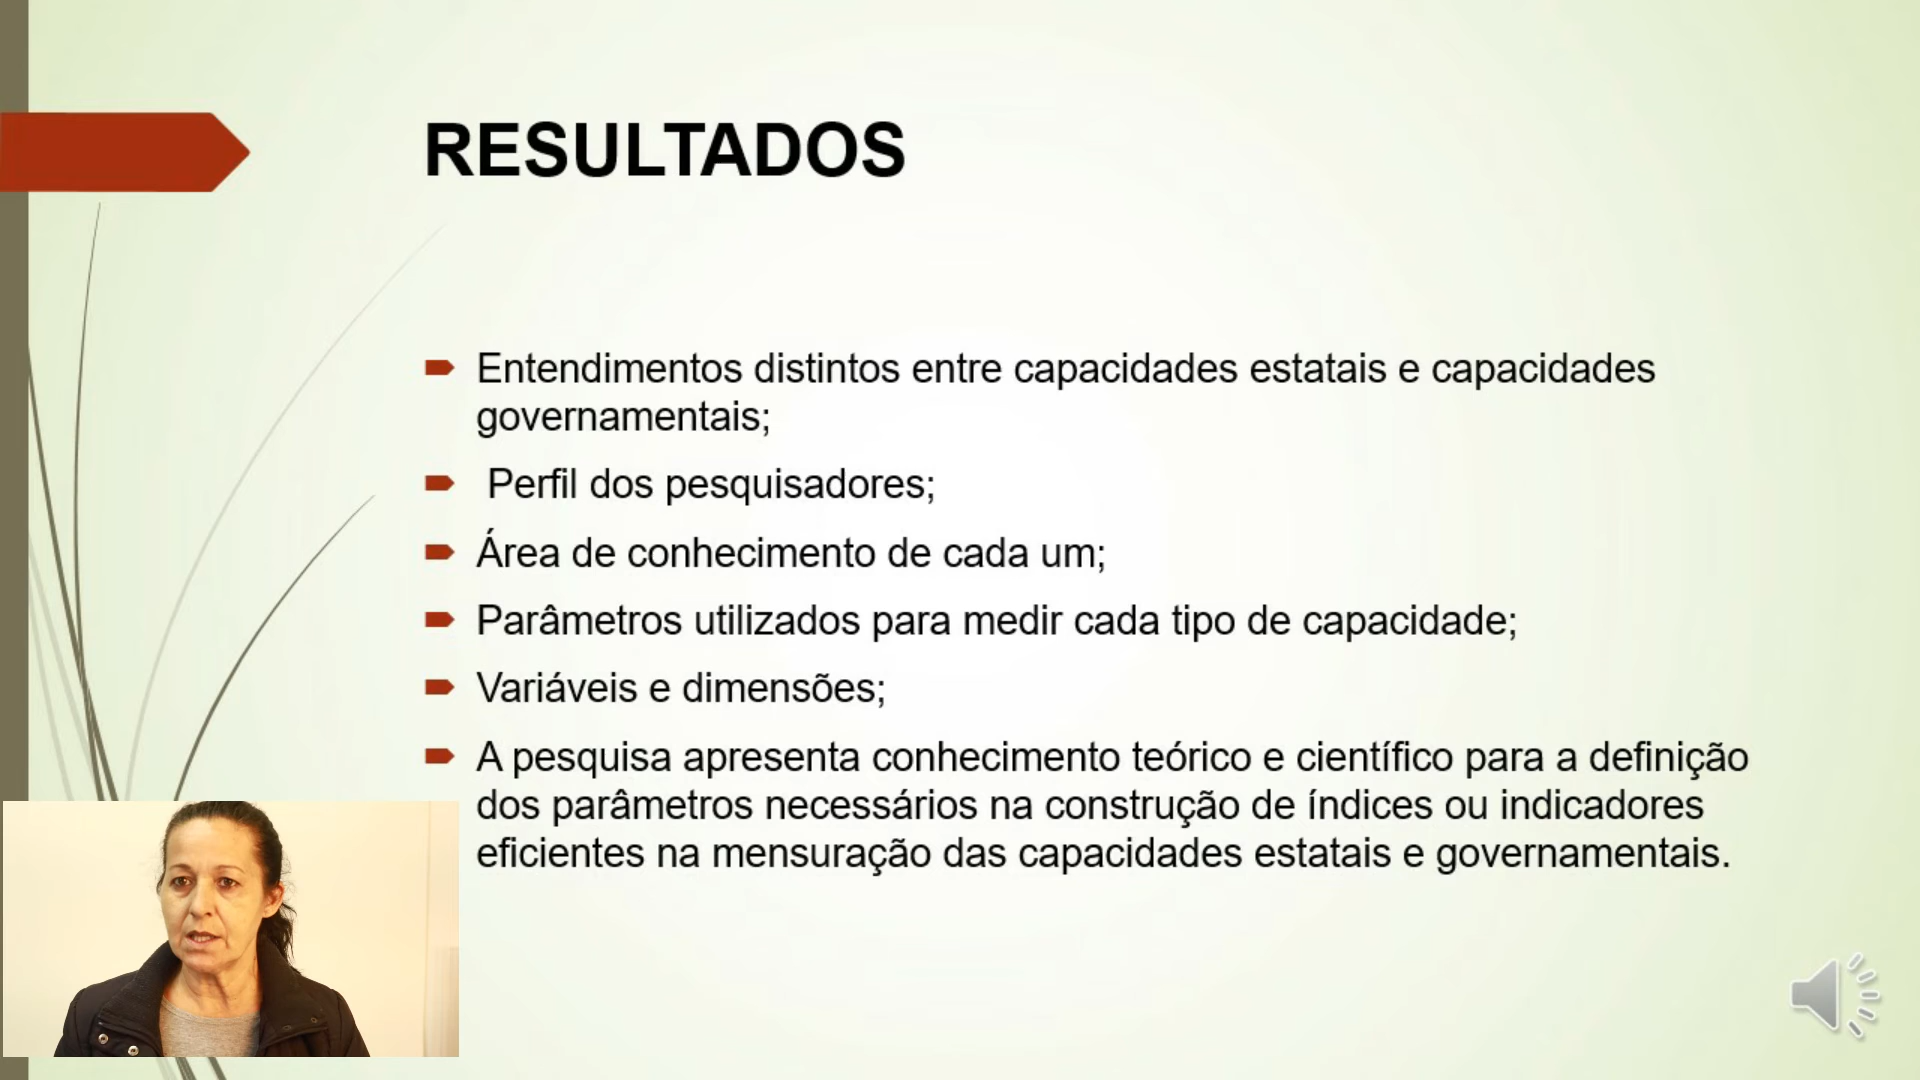 RESULTADOS
Entendimentos distintos entre capacidades estatais e capacidades
governamentais;
Perfil dos pesquisadores;
Área de conhecimento de cada um;
Parâmetros utilizados para medir cada tipo de capacidade;
Variáveis e dimensões;
A pesquisa apresenta conhecimento teórico e científico para a definição
dos parâmetros necessários na construção de índices ou indicadores
eficientes na mensuração das capacidades estatais e governamentais.